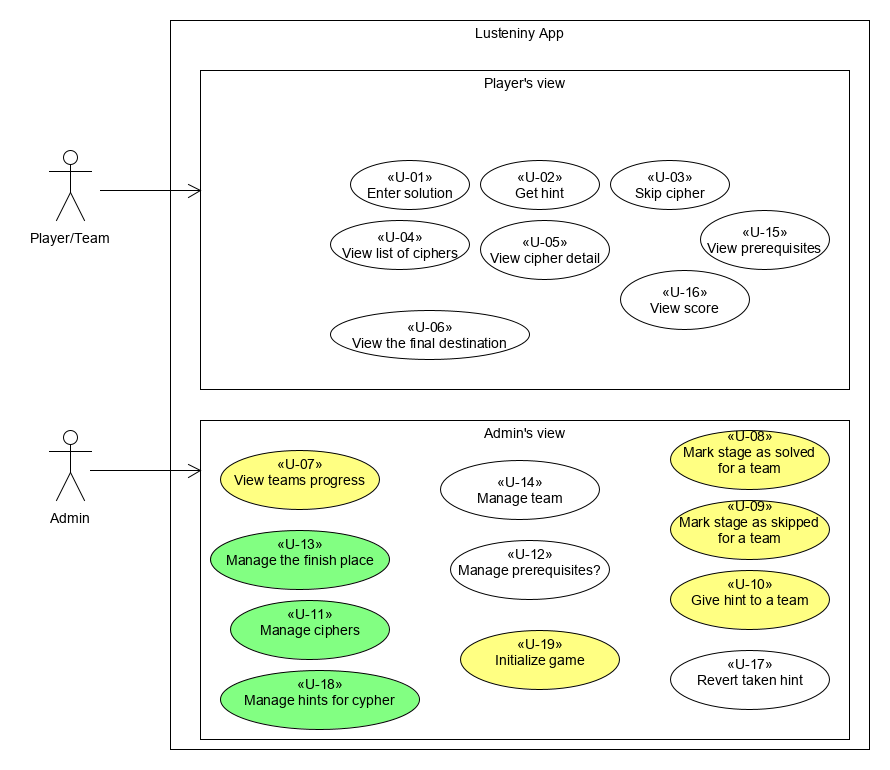 Lusteniny App
Player's view
«U-01»
Enter solution
«U-02»
Get hint
«U-03»
Skip cipher
«U-04»
View list of ciphers
«U-05»
View cipher detail
«U-15»
View prerequisites
«U-16»
View score
«U-06»
View the final destination
Player/Team
Admin's view
«U-07»
View teams progress
«U-14»
Manage team
«U-08»
Mark stage as solved
for a team
«U-09»
Mark stage as skipped
for a team
«U-13»
Manage the finish place
«U-12»
Manage prerequisites?
«U-10»
Give hint to a team
«U-11»
Manage ciphers
«U-19»
Initialize game
«U-17»
Revert taken hint
«U-18»
Manage hints for cypher
Admin